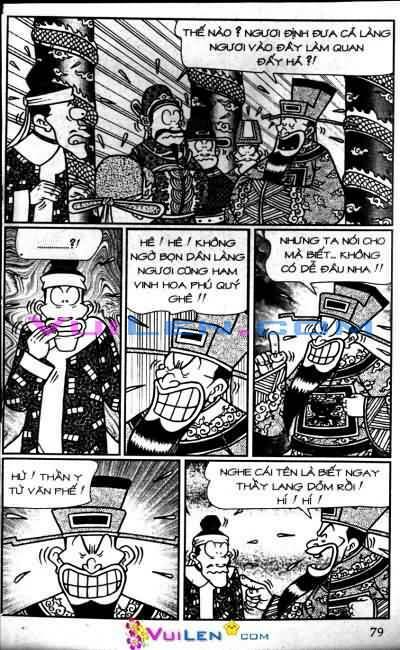 THẾ NÀO ? NGƯƠI ĐỊNH ĐƯA CẢ LÀNG
NGƯƠI VÀO ĐÂY LÀM QUAN
ĐẤY HẢ ?!
..............?!
HÊ ! HÊ ! KHÔNG
NGỜ BỌN DÂN LÀNG
NGƯƠI CŨNG HAM
VINH HOA PHÚ QUÝ
GHÊ !!
NHƯNG TA NÓI CHO
MÀ BIẾT... KHÔNG
CÓ DỄ ĐÂU NHA !!
VUILEN.COM
HỨ ! THẦN Y
TỪ VĂN PHẾ !
NGHE CÁI TÊN LÀ BIẾT NGAY
THẦY LANG DỔM RỒI !
HÍ ! HÍ !
79
VUILEN.COM